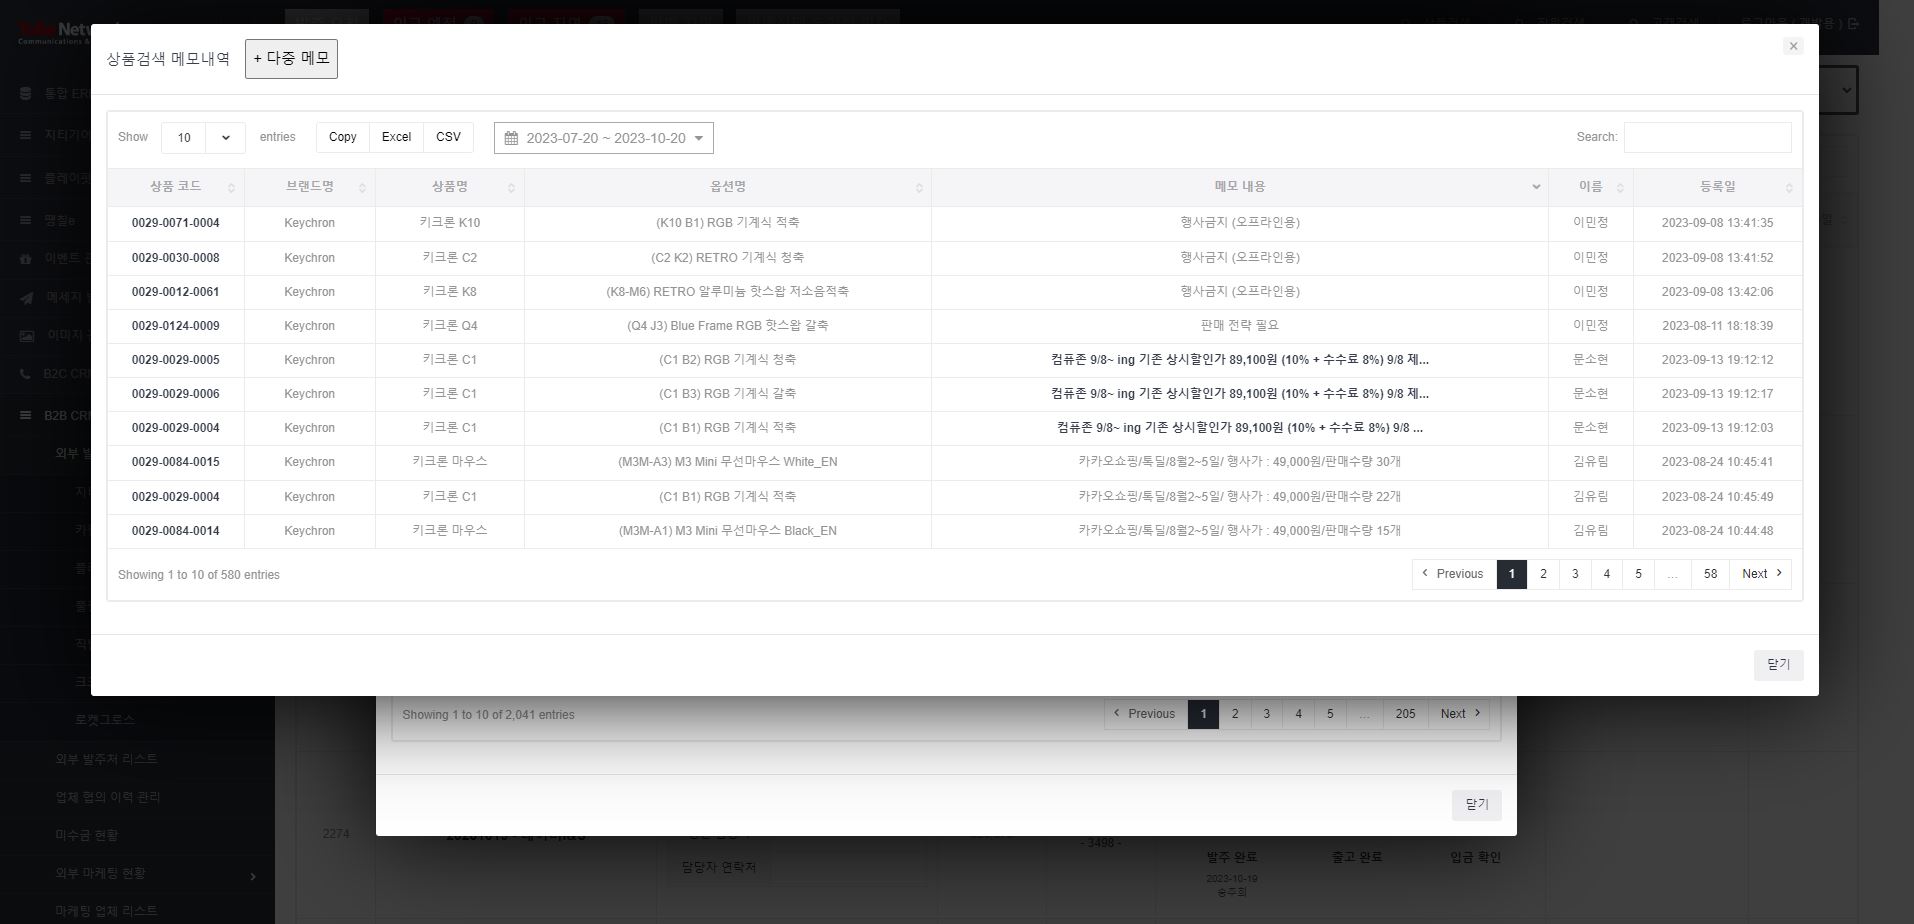 상품검색 메모내역 + 다중 메모 ×
Show 10 entries Copy Excel CSV 2023-07-20 ~ 2023-10-20 Search:
상품 코드 브랜드명 상품명 옵션명 메모 내용 이름 등록일
0029-0071-0004 Keychron 키크론 K10 (K10 B1) RGB 기계식 적축 행사금지 (오프라인용) 이민정 2023-09-08 13:41:35
0029-0030-0008 Keychron 키크론 C2 (C2 K2) RETRO 기계식 청축 행사금지 (오프라인용) 이민정 2023-09-08 13:41:52
0029-0012-0061 Keychron 키크론 K8 (K8-M6) RETRO 알루미늄 핫스왑 저소음적축 행사금지 (오프라인용) 이민정 2023-09-08 13:42:06
0029-0124-0009 Keychron 키크론 Q4 (Q4 J3) Blue Frame RGB 핫스왑 갈축 판매 전략 필요 이민정 2023-08-11 18:18:39
0029-0029-0005 Keychron 키크론 C1 (C1 B2) RGB 기계식 청축 컴퓨존 9/8~ ing 기존 상시할인가 89,100원 (10% + 수수료 8%) 9/8 제... 문소현 2023-09-13 19:12:12
0029-0029-0006 Keychron 키크론 C1 (C1 B3) RGB 기계식 갈축 컴퓨존 9/8~ ing 기존 상시할인가 89,100원 (10% + 수수료 8%) 9/8 제... 문소현 2023-09-13 19:12:17
0029-0029-0004 Keychron 키크론 C1 (C1 B1) RGB 기계식 적축 컴퓨존 9/8~ ing 기존 상시할인가 89,100원 (10% + 수수료 8%) 9/8 ... 문소현 2023-09-13 19:12:03
0029-0084-0015 Keychron 키크론 마우스 (M3M-A3) M3 Mini 무선마우스 White_EN 카카오쇼핑/톡딜/8월2~5일/ 행사가 : 49,000원/판매수량 30개 김유림 2023-08-24 10:45:41
0029-0029-0004 Keychron 키크론 C1 (C1 B1) RGB 기계식 적축 카카오쇼핑/톡딜/8월2~5일/ 행사가 : 49,000원/판매수량 22개 김유림 2023-08-24 10:45:49
0029-0084-0014 Keychron 키크론 마우스 (M3M-A1) M3 Mini 무선마우스 Black_EN 카카오쇼핑/톡딜/8월2~5일/ 행사가 : 49,000원/판매수량 15개 김유림 2023-08-24 10:44:48
Showing 1 to 10 of 580 entries Previous 1 2 3 4 5 ... 58 Next
닫기
Showing 1 to 10 of 2,041 entries Previous 1 2 3 4 5 ... 205 Next
닫기
통합
이벤트
메세지
이미지
B2C CR
B2B CR
외부
로켓그로스
외부 발주처 리스트
업체 협의 이력 관리
미수금 현황
외부 마케팅 현황
마케팅 업체 리스트
2274
- 3498 -
담당자 연락처
발주 완료 출고 완료 입금 확인
2023-10-19
송주희